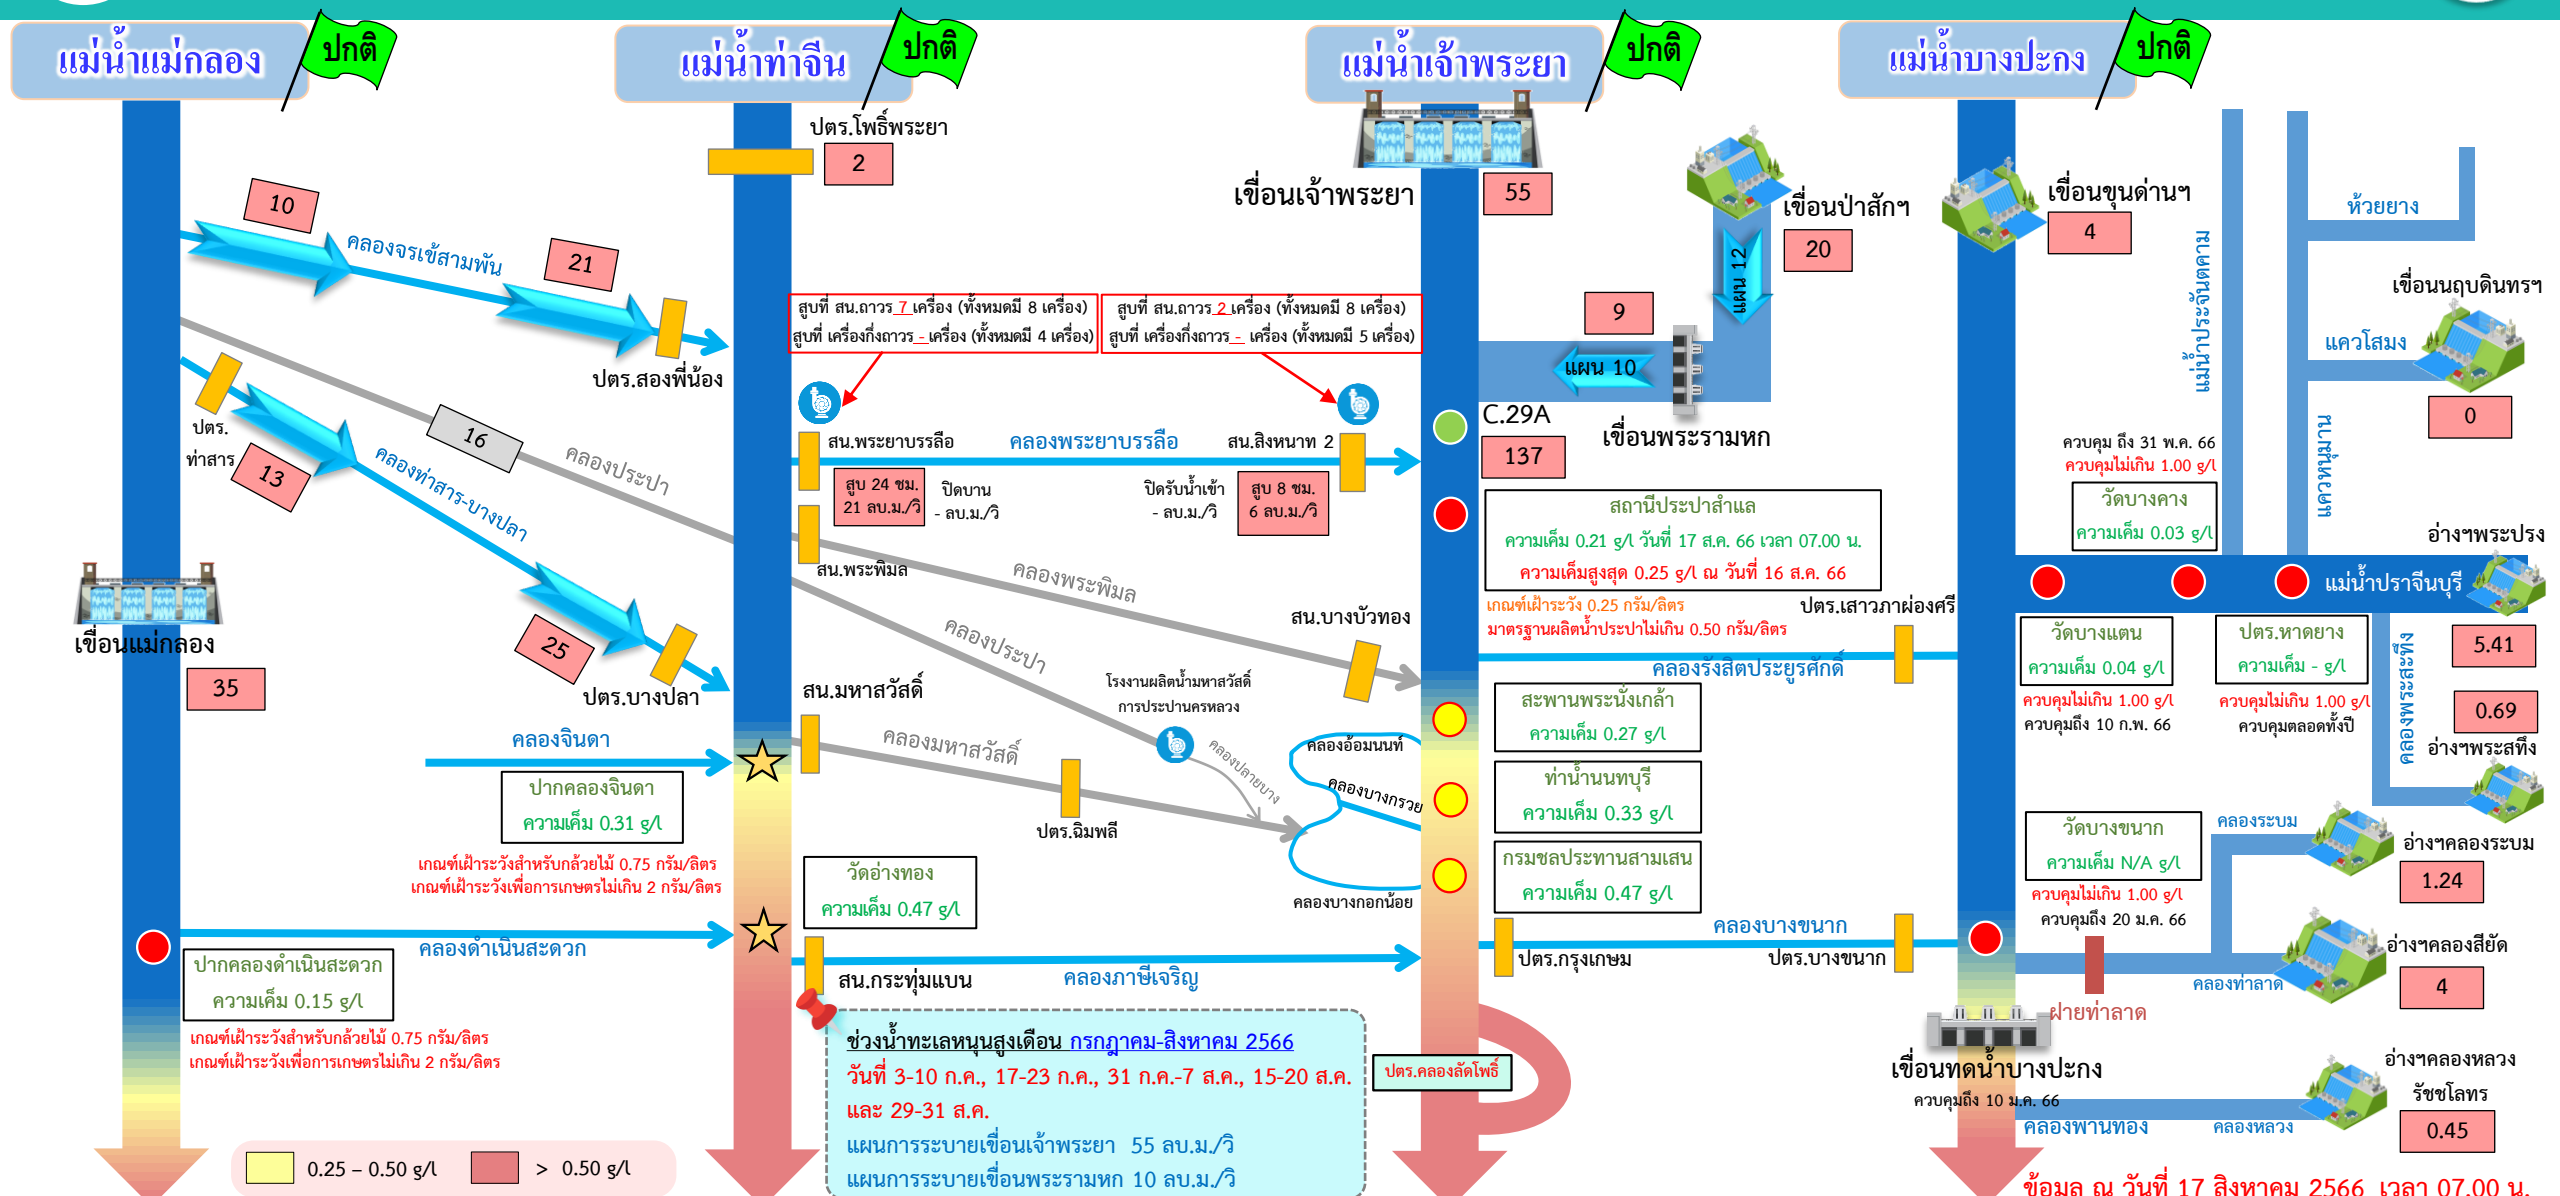 แม่น้ำแม่กลอง
ปกติ
แม่น้ำท่าจีน
ปกติ
แม่น้ำเจ้าพระยา
ปกติ
แม่น้ำบางปะกง
ปกติ
ปตร.โพธิ์พระยา
2
เขื่อนเจ้าพระยา
55
เขื่อนป่าสักฯ
20
แผน 12
9
แผน 10
เขื่อนพระรามหก
เขื่อนขุนด่านฯ
4
แม่น้ำประจันตคาม
ห้วยยาง
เขื่อนนฤบดินทรฯ
แควโสมง
0
แควหนุมาน
10
คลองจรเข้สามพัน
21
ปตร.สองพี่น้อง
สูบที่ สน.ถาวร 7 เครื่อง (ทั้งหมดมี 8 เครื่อง)
สูบที่ เครื่องกึ่งถาวร - เครื่อง (ทั้งหมดมี 4 เครื่อง)
สูบที่ สน.ถาวร 2 เครื่อง (ทั้งหมดมี 8 เครื่อง)
สูบที่ เครื่องกึ่งถาวร - เครื่อง (ทั้งหมดมี 5 เครื่อง)
ปตร.
ท่าสาร
13
16
คลองประปา
คลองท่าสาร-บางปลา
25
ปตร.บางปลา
สน.พระยาบรรลือ
คลองพระยาบรรลือ
สน.สิงหนาท 2
สูบ 24 ชม.
21 ลบ.ม./วิ
ปิดบาน
- ลบ.ม./วิ
ปิดรับน้ำเข้า
- ลบ.ม./วิ
สูบ 8 ชม.
6 ลบ.ม./วิ
C.29A
137
สน.พระพิมล
คลองพระพิมล
สน.บางบัวทอง
คลองประปา
สถานีประปาสำแล
ความเค็ม 0.21 g/l วันที่ 17 ส.ค. 66 เวลา 07.00 น.
ความเค็มสูงสุด 0.25 g/l ณ วันที่ 16 ส.ค. 66
เกณฑ์เฝ้าระวัง 0.25 กรัม/ลิตร
มาตรฐานผลิตน้ำประปาไม่เกิน 0.50 กรัม/ลิตร
ปตร.เสาวภาผ่องศรี
คลองรังสิตประยูรศักดิ์
ควบคุม ถึง 31 พ.ค. 66
ควบคุมไม่เกิน 1.00 g/l
วัดบางคาง
ความเค็ม 0.03 g/l
อ่างฯพระปรง
แม่น้ำปราจีนบุรี
5.41
วัดบางแตน
ความเค็ม 0.04 g/l
ควบคุมไม่เกิน 1.00 g/l
ควบคุมถึง 10 ก.พ. 66
ปตร.หาดยาง
ความเค็ม - g/l
ควบคุมไม่เกิน 1.00 g/l
ควบคุมตลอดทั้งปี
คลองพระสะทึง
0.69
อ่างฯพระสทึง
เขื่อนแม่กลอง
35
สน.มหาสวัสดิ์
คลองมหาสวัสดิ์
ปตร.ฉิมพลี
โรงงานผลิตน้ำมหาสวัสดิ์
การประปานครหลวง
คลองปลายบาง
คลองอ้อมนนท์
คลองบางกรวย
คลองบางกอกน้อย
สะพานพระนั่งเกล้า
ความเค็ม 0.27 g/l
ท่าน้ำนนทบุรี
ความเค็ม 0.33 g/l
กรมชลประทานสามเสน
ความเค็ม 0.47 g/l
คลองจินดา
ปากคลองจินดา
ความเค็ม 0.31 g/l
เกณฑ์เฝ้าระวังสำหรับกล้วยไม้ 0.75 กรัม/ลิตร
เกณฑ์เฝ้าระวังเพื่อการเกษตรไม่เกิน 2 กรัม/ลิตร
วัดอ่างทอง
ความเค็ม 0.47 g/l
วัดบางขนาก
ความเค็ม N/A g/l
ควบคุมไม่เกิน 1.00 g/l
ควบคุมถึง 20 ม.ค. 66
คลองระบม
อ่างฯคลองระบม
1.24
อ่างฯคลองสียัด
4
คลองท่าลาด
ฝายท่าลาด
คลองดำเนินสะดวก
ปากคลองดำเนินสะดวก
ความเค็ม 0.15 g/l
เกณฑ์เฝ้าระวังสำหรับกล้วยไม้ 0.75 กรัม/ลิตร
เกณฑ์เฝ้าระวังเพื่อการเกษตรไม่เกิน 2 กรัม/ลิตร
สน.กระทุ่มแบน
คลองภาษีเจริญ
ปตร.กรุงเกษม
คลองบางขนาก
ปตร.บางขนาก
ช่วงน้ำทะเลหนุนสูงเดือน กรกฎาคม-สิงหาคม 2566
วันที่ 3-10 ก.ค., 17-23 ก.ค., 31 ก.ค.-7 ส.ค., 15-20 ส.ค.
และ 29-31 ส.ค.
แผนการระบายเขื่อนเจ้าพระยา 55 ลบ.ม./วิ
แผนการระบายเขื่อนพระรามหก 10 ลบ.ม./วิ
ปตร.คลองลัดโพธิ์
เขื่อนทดน้ำบางปะกง
ควบคุมถึง 10 ม.ค. 66
คลองพานทอง
คลองหลวง
อ่างฯคลองหลวง
รัชชโลทร
0.45
0.25 – 0.50 g/l
> 0.50 g/l
ข้อมูล ณ วันที่ 17 สิงหาคม 2566 เวลา 07.00 น.